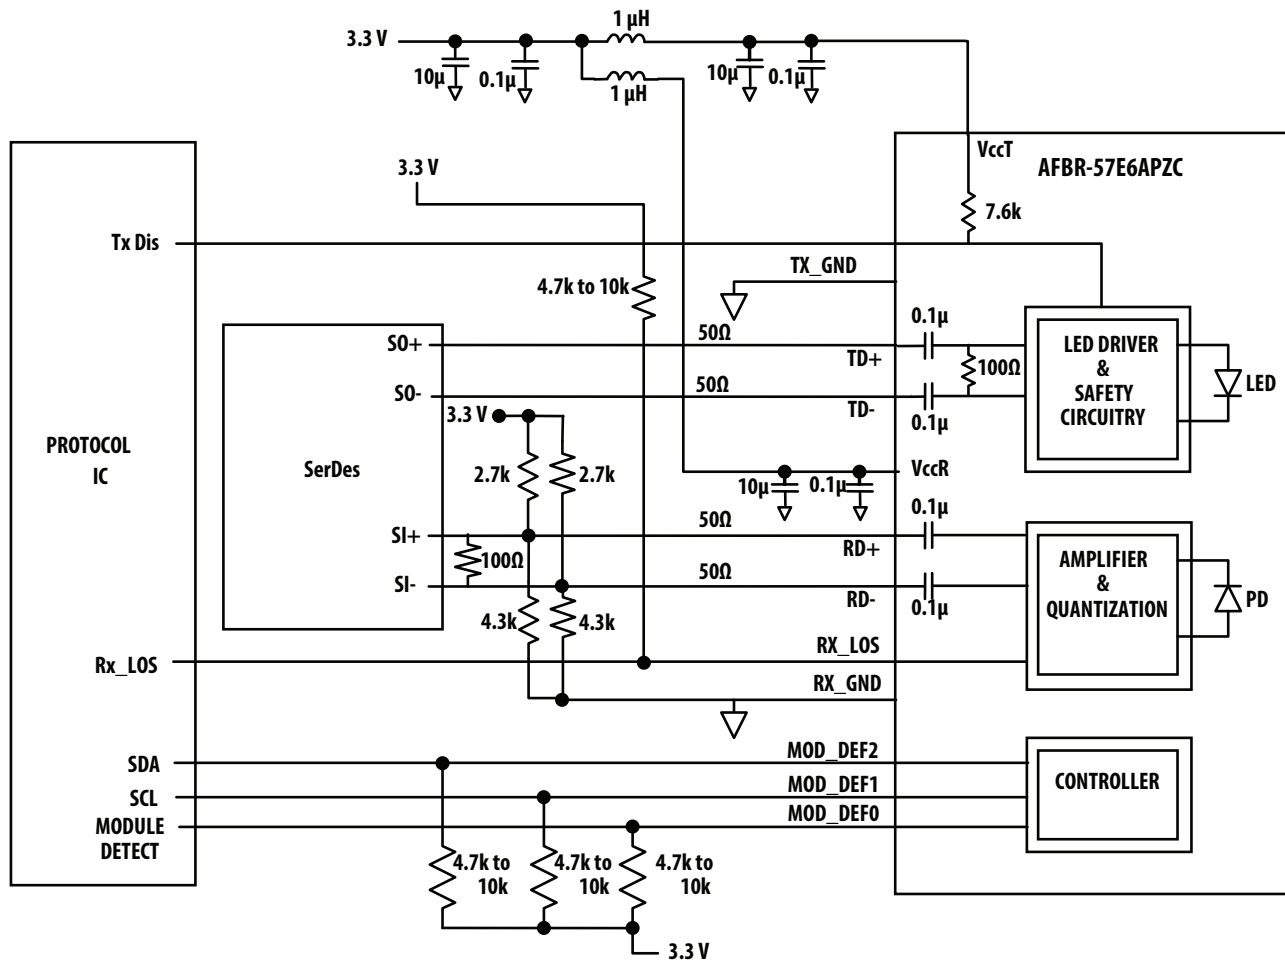 1 µH
3.3 V
10µ
0.1µ
1 µH
10µ
0.1µ
VccT
AFBR-57E6APZC
3.3 V
7.6k
Tx Dis
TX_GND
4.7k to 10k
0.1µ
SO+
50Ω
TD+
100Ω
LED DRIVER
&
SAFETY
CIRCUITRY
LED
SO-
50Ω
TD-
0.1µ
3.3 V
PROTOCOL
IC
SerDes
2.7k
2.7k
VccR
10µ
0.1µ
0.1µ
SI+
50Ω
RD+
100Ω
AMPLIFIER
&
QUANTIZATION
PD
SI-
50Ω
RD-
0.1µ
4.3k
4.3k
Rx_LOS
RX_LOS
RX_GND
SDA
MOD_DEF2
SCL
MOD_DEF1
CONTROLLER
MODULE
DETECT
MOD_DEF0
4.7k to
10k
4.7k to
10k
4.7k to
10k
3.3 V